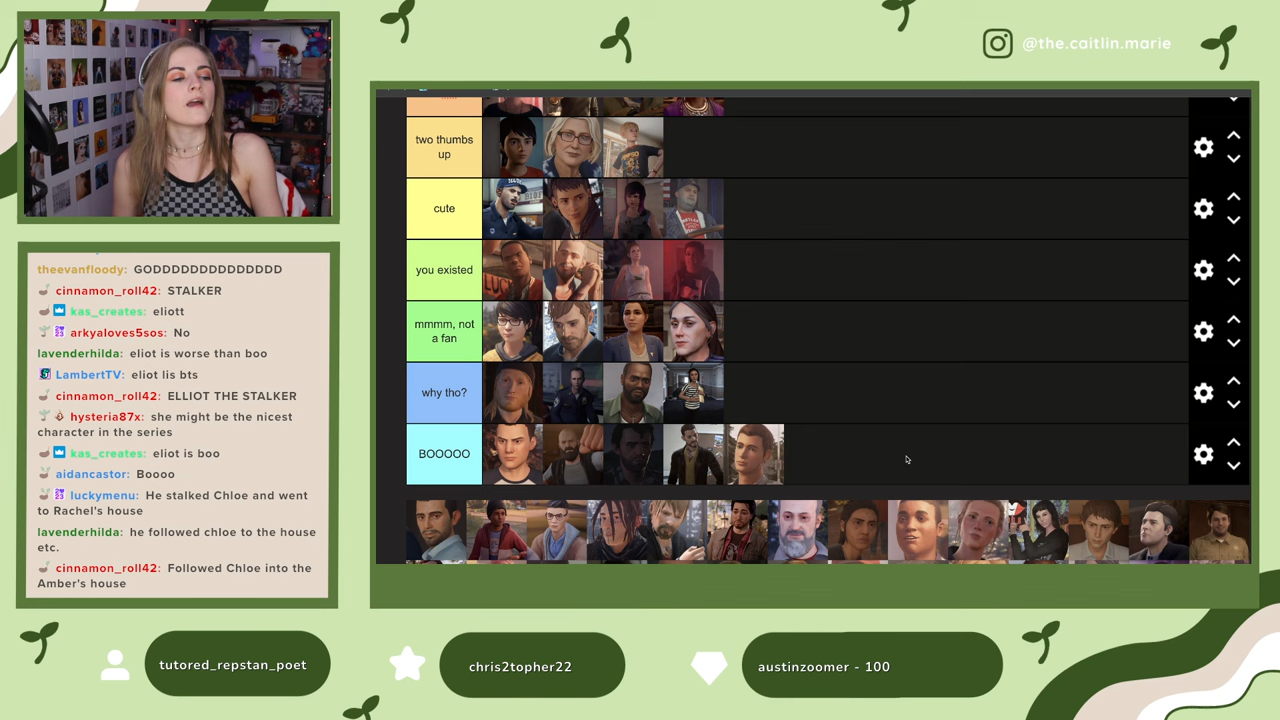 @the.caitlin.marie
theevanfloody: GODDDDDDDDDDDDDDD
cinnamon_roll42: STALKER
kas_creates: eliott
arkyaloves5sos: No
lavenderhilda: eliot is worse than boo
LambertTV: eliot lis bts
cinnamon_roll42: ELLIOT THE STALKER
hysteria87x: she might be the nicest
character in the series
kas_creates: eliot is boo
aidancastor: Boooo
luckymenu: He stalked Chloe and went
to Rachel's house
lavenderhilda: he followed chloe to the house
etc.
cinnamon_roll42: Followed Chloe into the
Amber's house
two thumbs
up
cute
you existed
mmmm, not
a fan
why tho?
BOOOOO
tutored_repstan_poet
chris2topher22
austinzoomer - 100